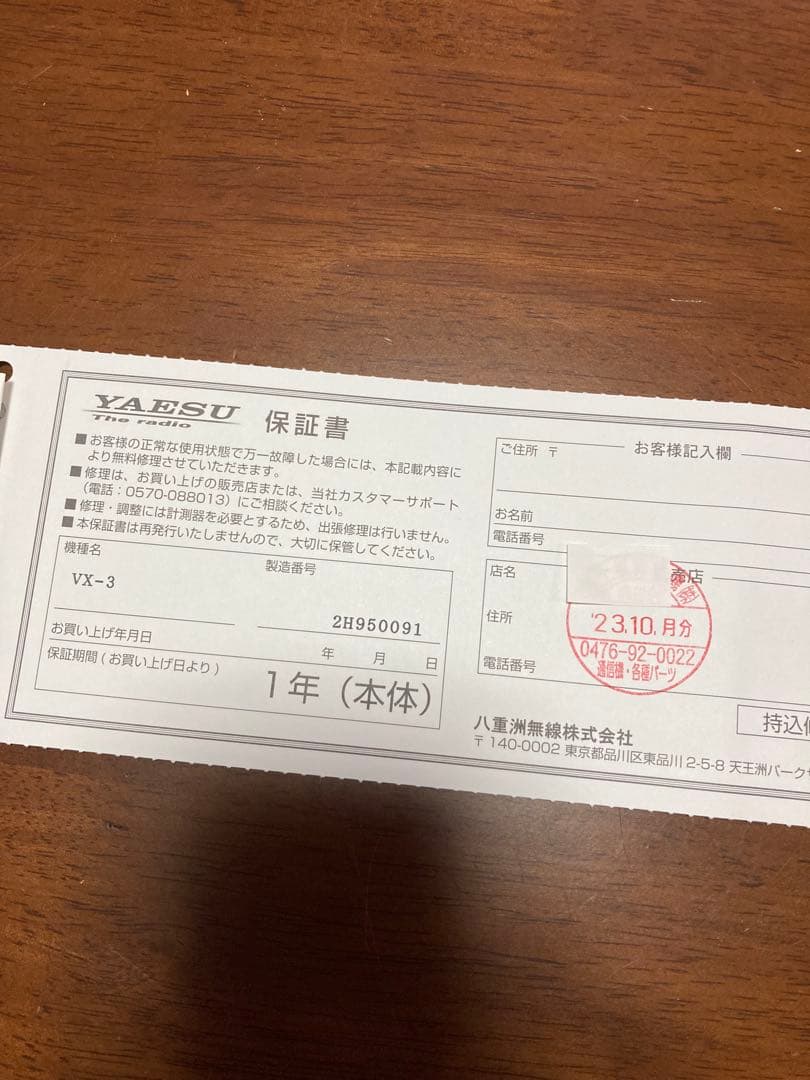 YAESU
The radio
保証書
■お客様の正常な使用状態で万一故障した場合には、本記載内容に
より無料修理させていただきます。
■修理は、お買い上げの販売店または、当社カスタマーサポート
(電話:0570-088013)にご相談ください。
■修理・調整には計測器を必要とするため、出張修理は行いません。
■本保証書は再発行いたしませんので、大切に保管してください。
機種名
VX-3
製造番号
2H950091
お買い上げ年月日
年 月 日
保証期間(お買い上げ日より)
1年(本体)
お客様記入欄
ご住所 〒
お名前
電話番号
売店
店名
住所
電話番号
'23.10.月分
0476-92-0022
通信機・各種パーツ
八重洲無線株式会社
〒140-0002 東京都品川区東品川2-5-8 天王洲パーク
持込